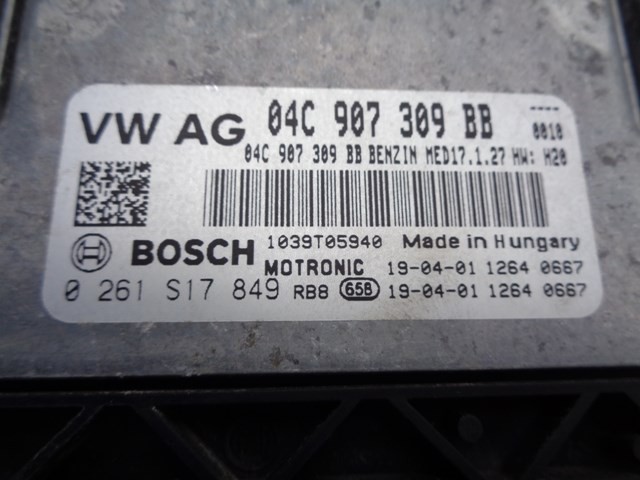 VW AG 04C 907 309 BB ----
0010
04C 907 309 BB BENZIN MED17.1.27 HW: H20
BOSCH 1039T05940 Made in Hungary
MOTRONIC 19-04-01 1264 0667
0 261 S17 849 RB8 658 19-04-01 1264 0667